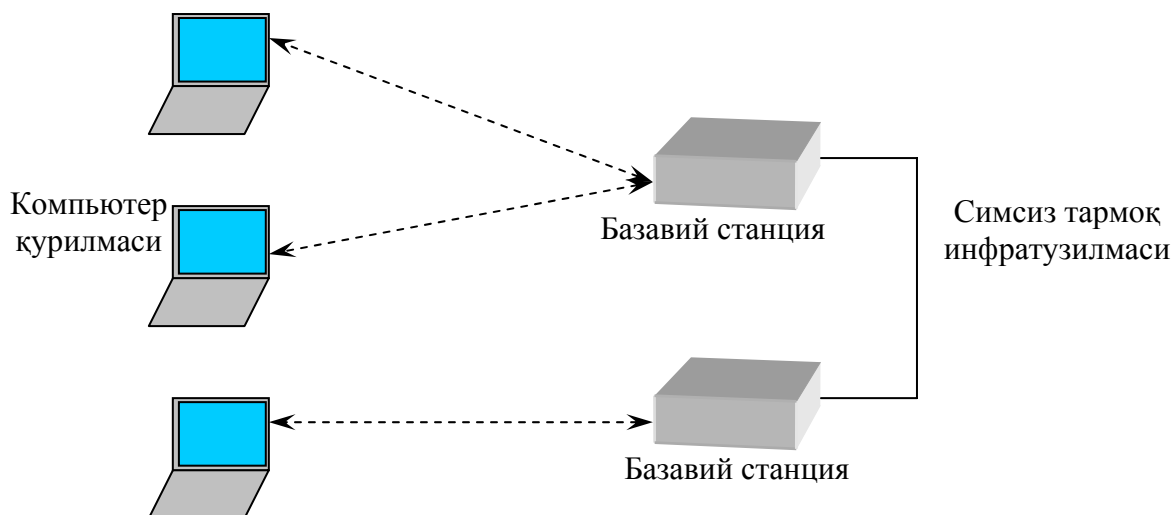 Компьютер
қурилмаси
Базавий станция
Симсиз тармоқ
инфратузилмаси
Базавий станция